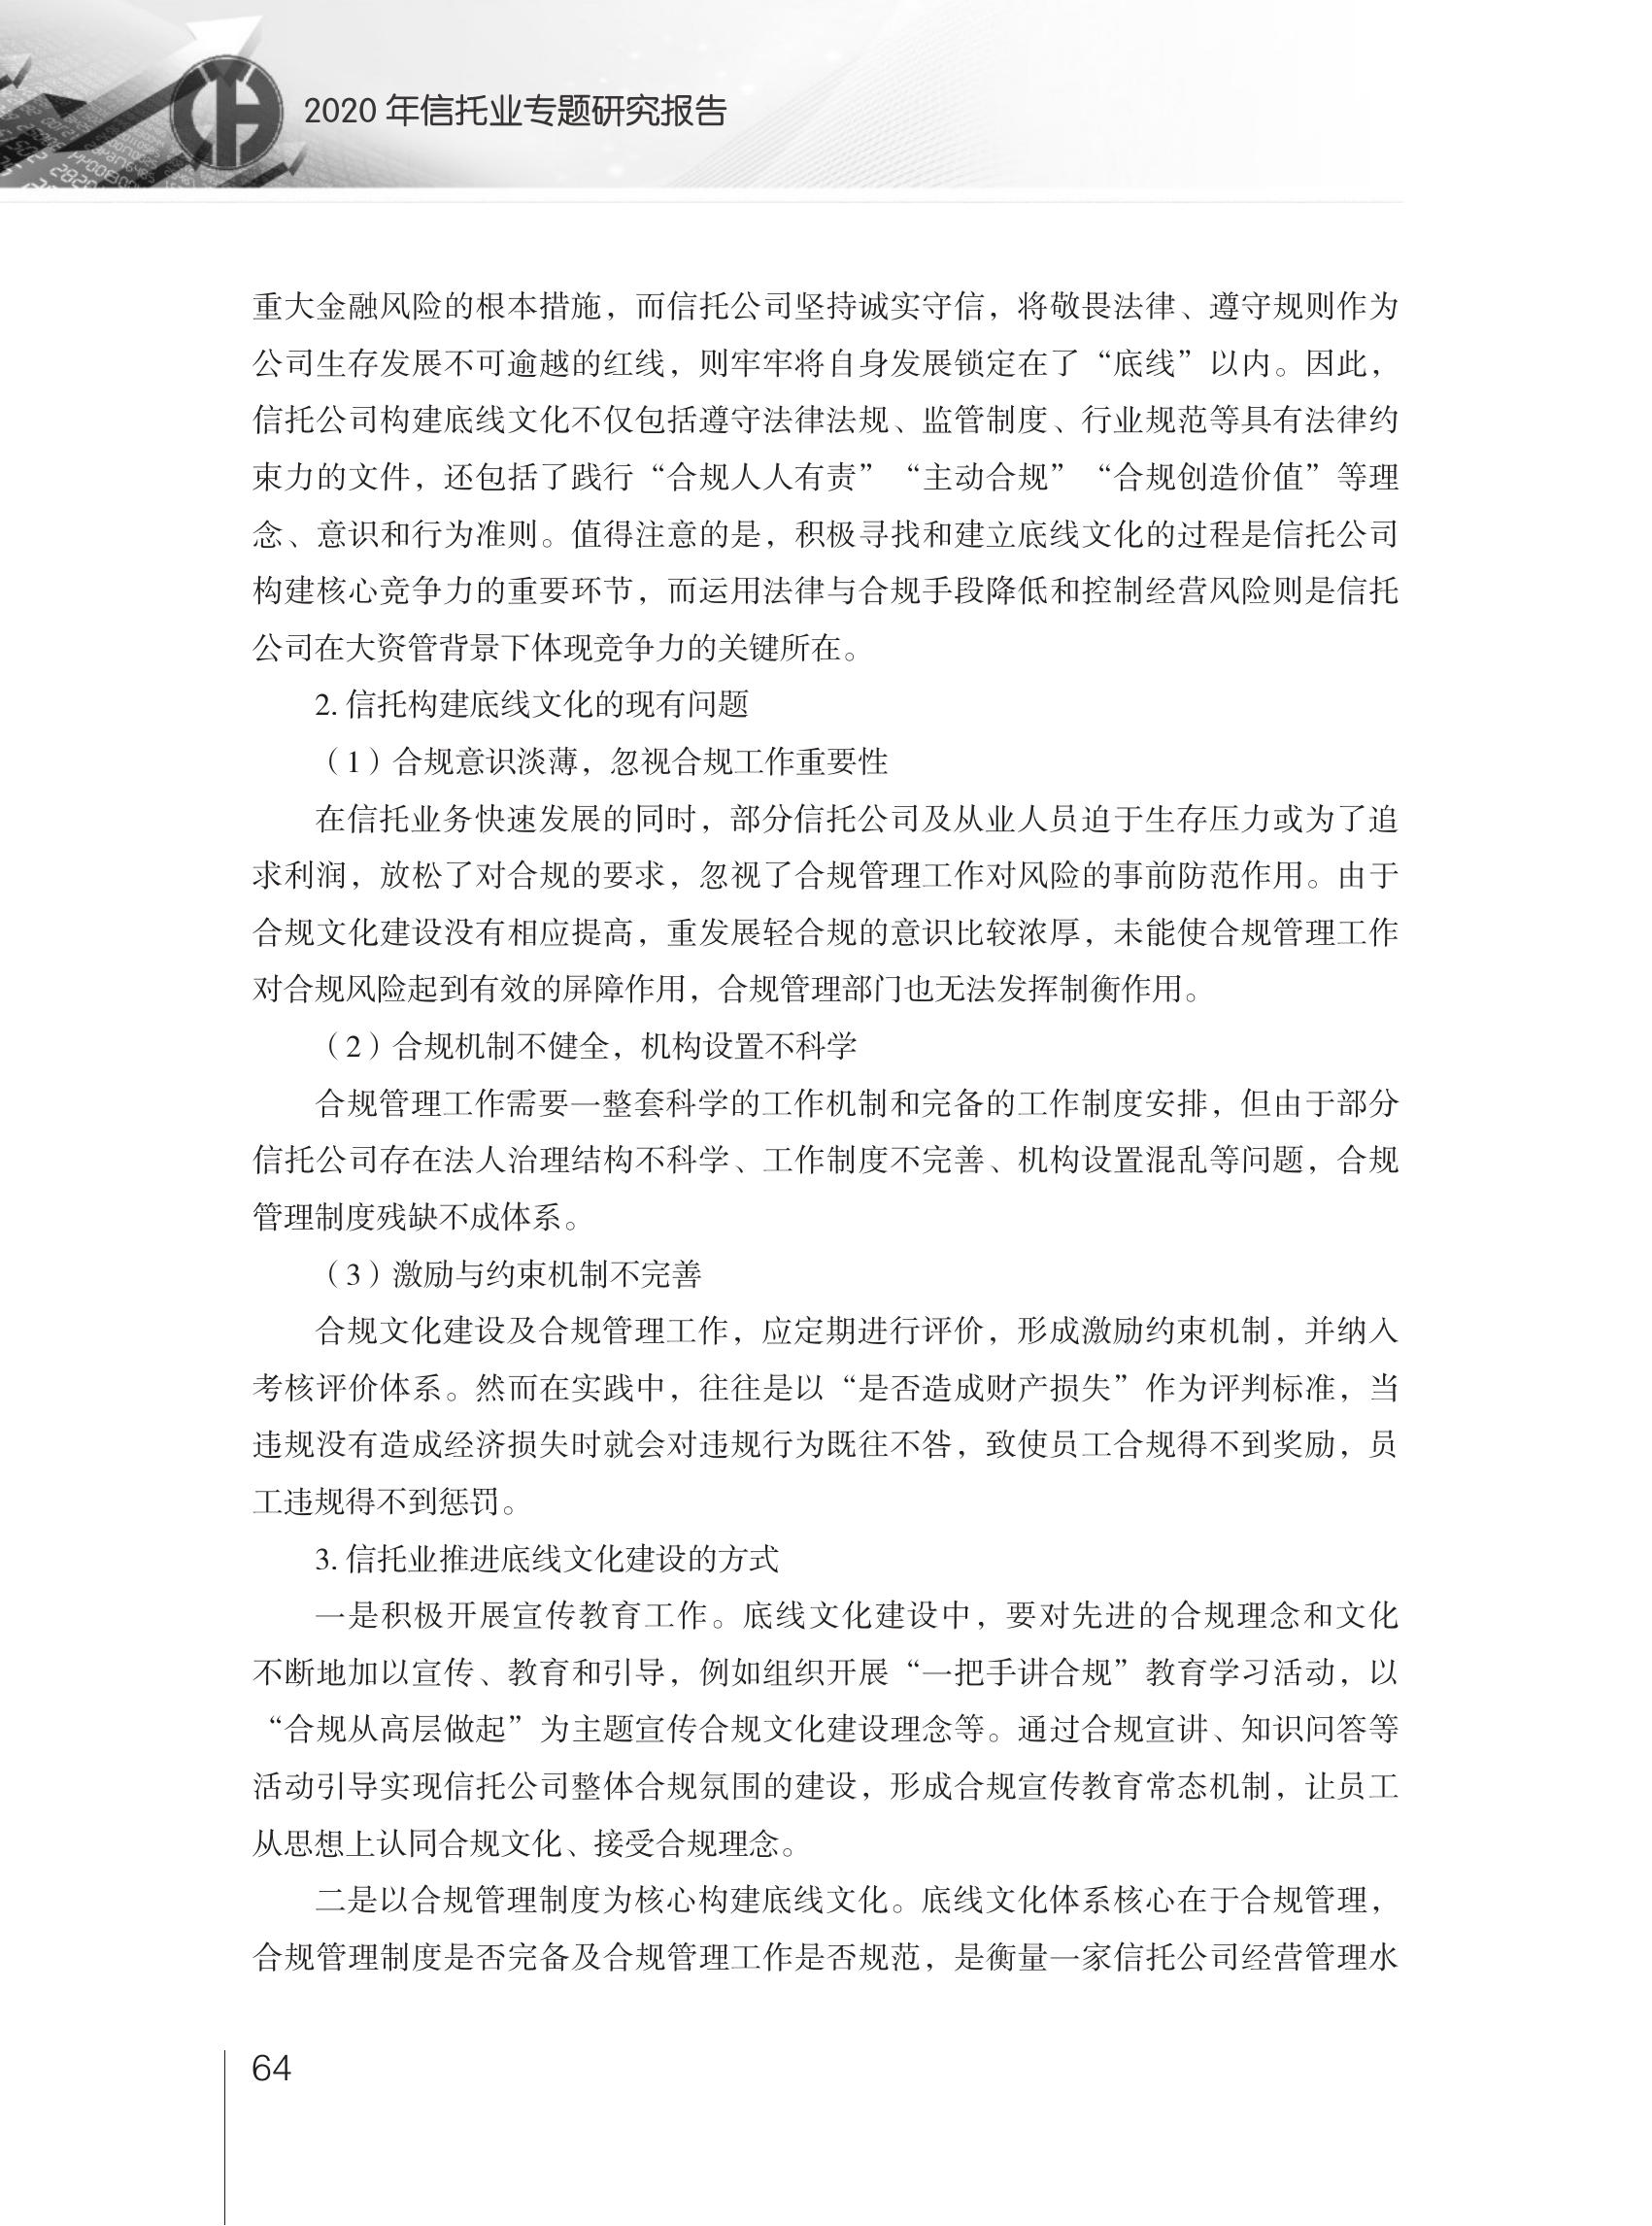 2020 年信托业专题研究报告
重大金融风险的根本措施，而信托公司坚持诚实守信，将敬畏法律、遵守规则作为
公司生存发展不可逾越的红线，则牢牢将自身发展锁定在了“底线”以内。因此，
信托公司构建底线文化不仅包括遵守法律法规、监管制度、行业规范等具有法律约
束力的文件，还包括了践行“合规人人有责”“主动合规”“合规创造价值”等理
念、意识和行为准则。值得注意的是，积极寻找和建立底线文化的过程是信托公司
构建核心竞争力的重要环节，而运用法律与合规手段降低和控制经营风险则是信托
公司在大资管背景下体现竞争力的关键所在。
2. 信托构建底线文化的现有问题
（1）合规意识淡薄，忽视合规工作重要性
在信托业务快速发展的同时，部分信托公司及从业人员迫于生存压力或为了追
求利润，放松了对合规的要求，忽视了合规管理工作对风险的事前防范作用。由于
合规文化建设没有相应提高，重发展轻合规的意识比较浓厚，未能使合规管理工作
对合规风险起到有效的屏障作用，合规管理部门也无法发挥制衡作用。
（2）合规机制不健全，机构设置不科学
合规管理工作需要一整套科学的工作机制和完备的工作制度安排，但由于部分
信托公司存在法人治理结构不科学、工作制度不完善、机构设置混乱等问题，合规
管理制度残缺不成体系。
（3）激励与约束机制不完善
合规文化建设及合规管理工作，应定期进行评价，形成激励约束机制，并纳入
考核评价体系。然而在实践中，往往是以“是否造成财产损失”作为评判标准，当
违规没有造成经济损失时就会对违规行为既往不咎，致使员工合规得不到奖励，员
工违规得不到惩罚。
3. 信托业推进底线文化建设的方式
一是积极开展宣传教育工作。底线文化建设中，要对先进的合规理念和文化
不断地加以宣传、教育和引导，例如组织开展“一把手讲合规”教育学习活动，以
“合规从高层做起”为主题宣传合规文化建设理念等。通过合规宣讲、知识问答等
活动引导实现信托公司整体合规氛围的建设，形成合规宣传教育常态机制，让员工
从思想上认同合规文化、接受合规理念。
二是以合规管理制度为核心构建底线文化。底线文化体系核心在于合规管理，
合规管理制度是否完备及合规管理工作是否规范，是衡量一家信托公司经营管理水
64